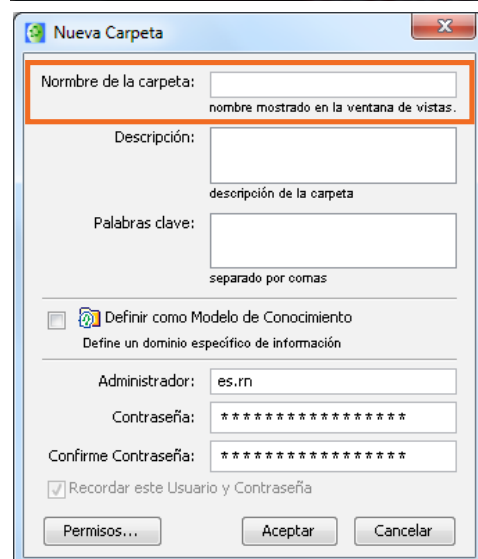 Nueva Carpeta
Normbre de la carpeta:
nombre mostrado en la ventana de vistas.
Descripción:
descripción de la carpeta
Palabras clave:
separado por comas
Definir como Modelo de Conocimiento
Define un dominio específico de información
Administrador: es.rn
Contraseña: *****************
Confirme Contraseña: *****************
Recordar este Usuario y Contraseña
Permisos... Aceptar Cancelar